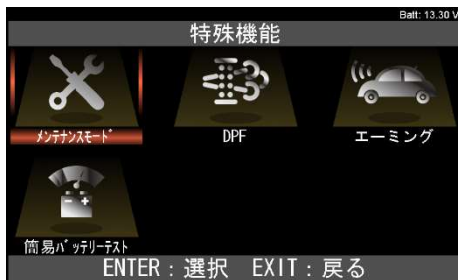 Batt: 13.30 V
特殊機能
ﾒﾝﾃﾅﾝｽﾓｰﾄﾞ
DPF
エーミング
簡易ﾊﾞｯﾃﾘｰﾃｽﾄ
ENTER：選択 EXIT：戻る